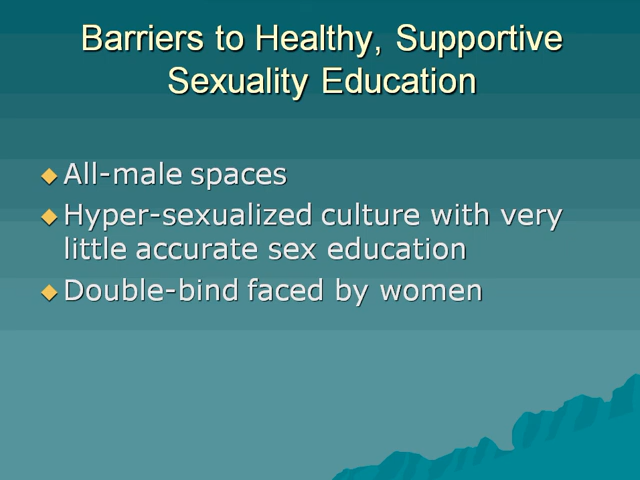 Barriers to Healthy, Supportive
Sexuality Education
All-male spaces
Hyper-sexualized culture with very
little accurate sex education
Double-bind faced by women